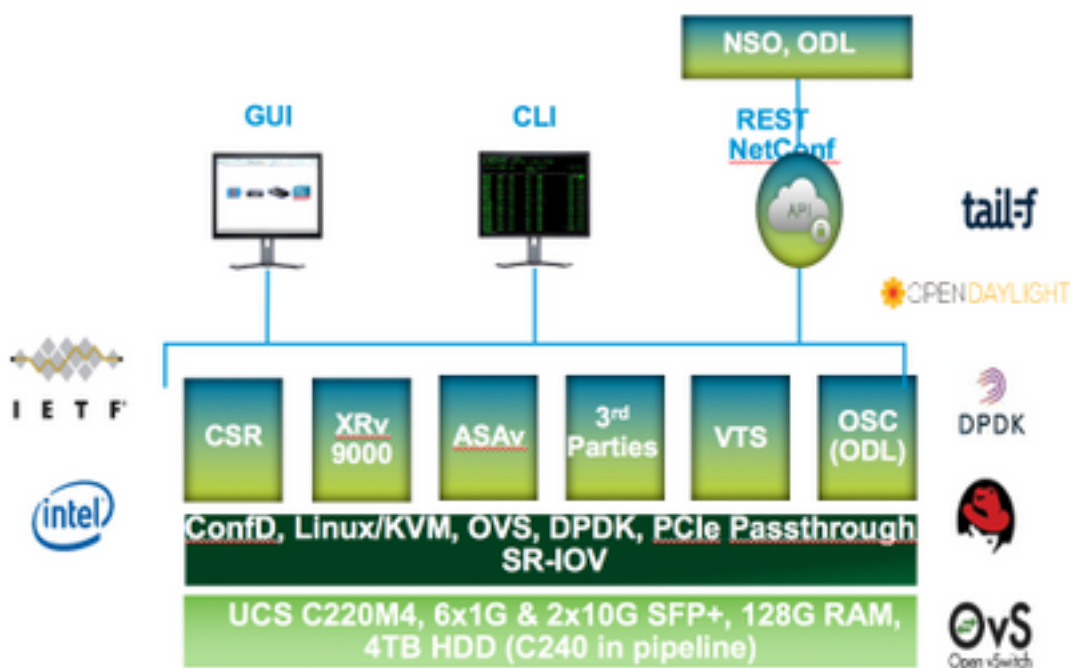 NSO, ODL
GUI
CLI
REST
NetConf
API
tail-f
OPENDAYLIGHT
IETF
CSR
XRv
9000
ASAv
3rd
Parties
VTS
OSC
(ODL)
DPDK
intel
ConfD, Linux/KVM, OVS, DPDK, PCIe Passthrough
SR-IOV
UCS C220M4, 6x1G & 2x10G SFP+, 128G RAM,
4TB HDD (C240 in pipeline)
OvS
Open vSwitch